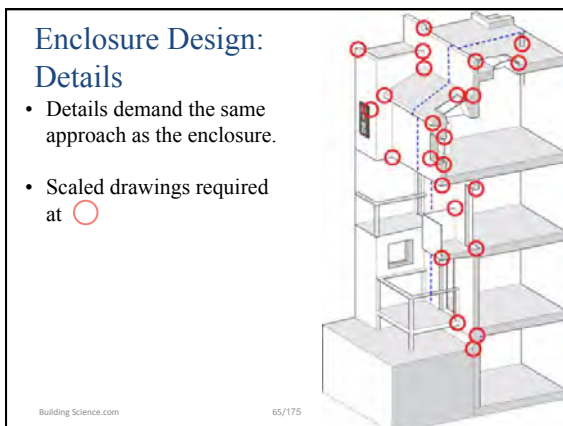 Enclosure Design:
Details
• Details demand the same
approach as the enclosure.
• Scaled drawings required
at
Building Science.com
65/175